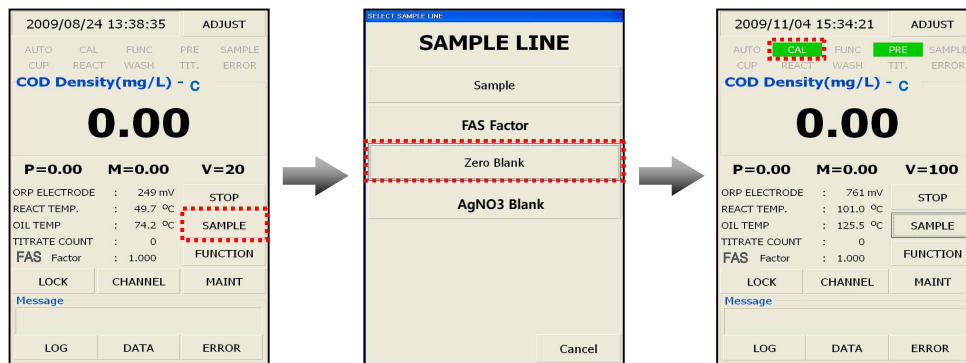 2009/08/24 13:38:35 ADJUST
AUTO CAL FUNC PRE SAMPLE
CUP REACT WASH TIT. ERROR
COD Density(mg/L) - C
0.00
P=0.00 M=0.00 V=20
ORP ELECTRODE : 249 mV
STOP
REACT TEMP. : 49.7 ºC
OIL TEMP : 74.2 ºC
SAMPLE
TITRATE COUNT : 0
FAS Factor : 1.000
FUNCTION
LOCK CHANNEL MAINT
Message
LOG DATA ERROR
SELECT SAMPLE LINE
SAMPLE LINE
Sample
FAS Factor
Zero Blank
AgNO3 Blank
Cancel
2009/11/04 15:34:21 ADJUST
AUTO CAL FUNC PRE SAMPLE
CUP REACT WASH TIT. ERROR
COD Density(mg/L) - C
0.00
P=0.00 M=0.00 V=100
ORP ELECTRODE : 761 mV
STOP
REACT TEMP. : 101.0 ºC
OIL TEMP : 125.5 ºC
SAMPLE
TITRATE COUNT : 0
FAS Factor : 1.000
FUNCTION
LOCK CHANNEL MAINT
Message
LOG DATA ERROR